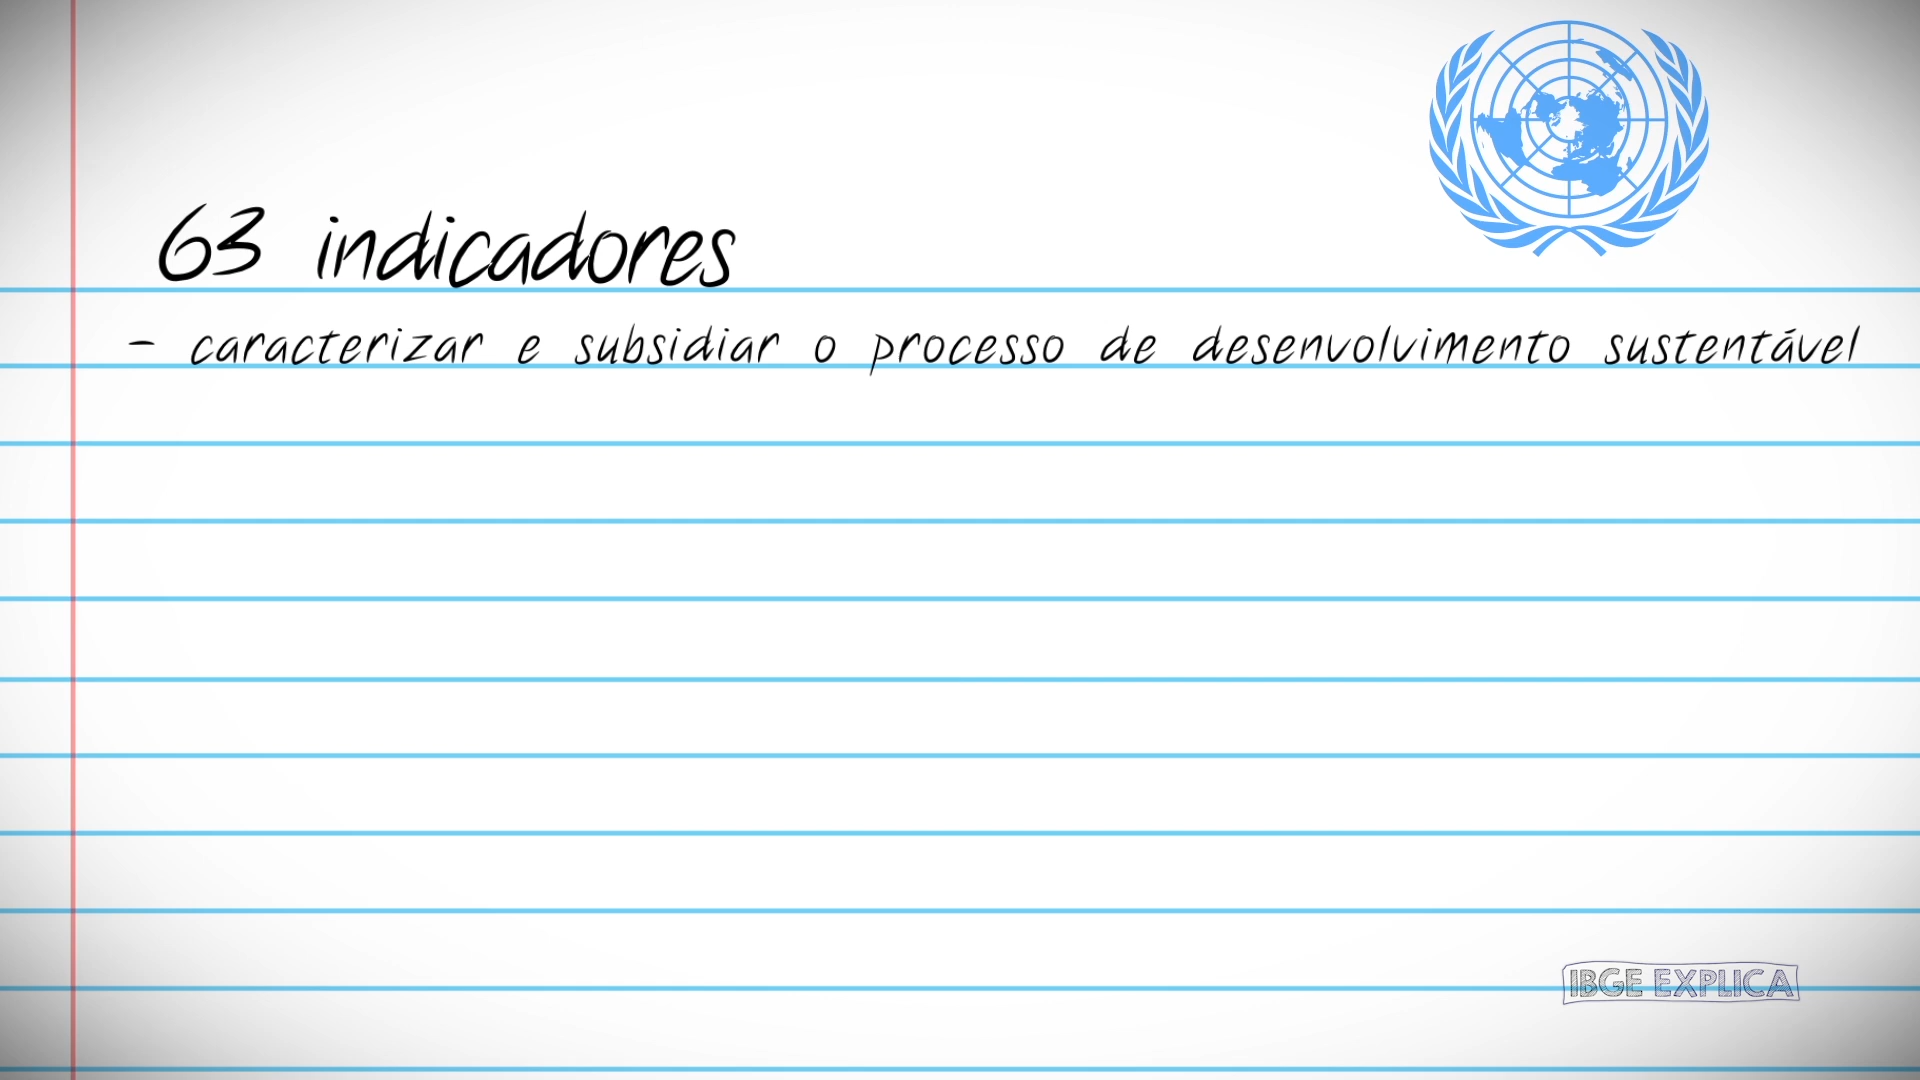 63 indicadores
- caracterizar e subsidiar o processo de desenvolvimento sustentável
IBGE EXPLICA